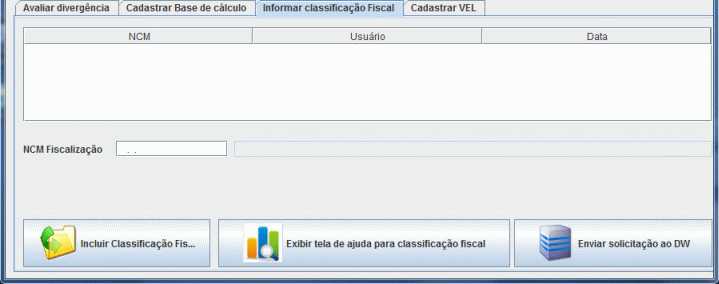 Avaliar divergência Cadastrar Base de cálculo Informar classificação Fiscal Cadastrar VEL
NCM Usuário Data
NCM Fiscalização . .
Incluir Classificação Fis... Exibir tela de ajuda para classificação fiscal Enviar solicitação ao DW